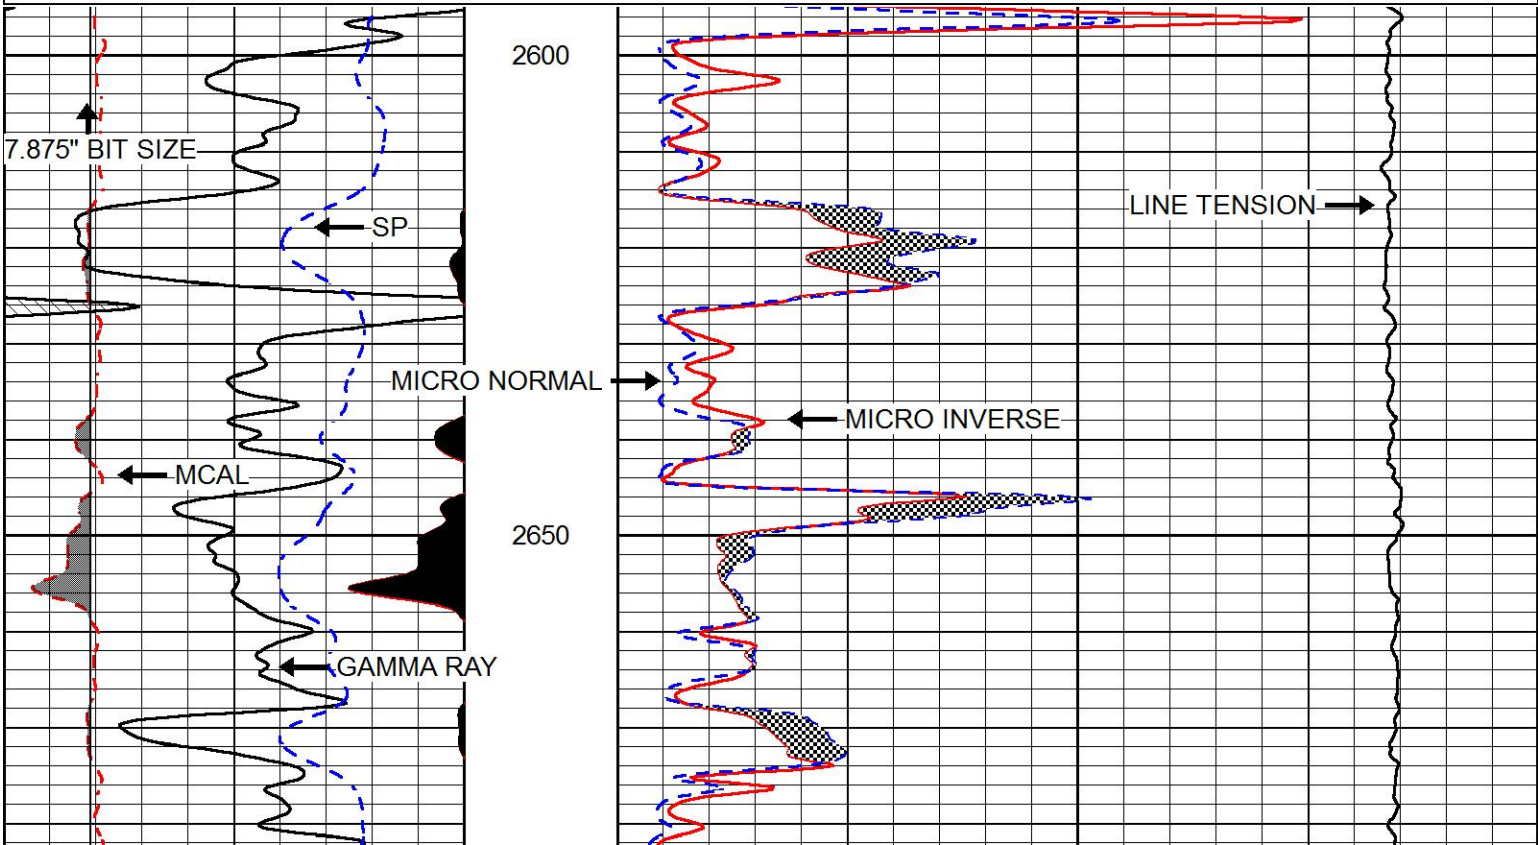 2600
7.875" BIT SIZE
LINE TENSION
SP
MICRO NORMAL
MICRO INVERSE
MCAL
2650
GAMMA RAY